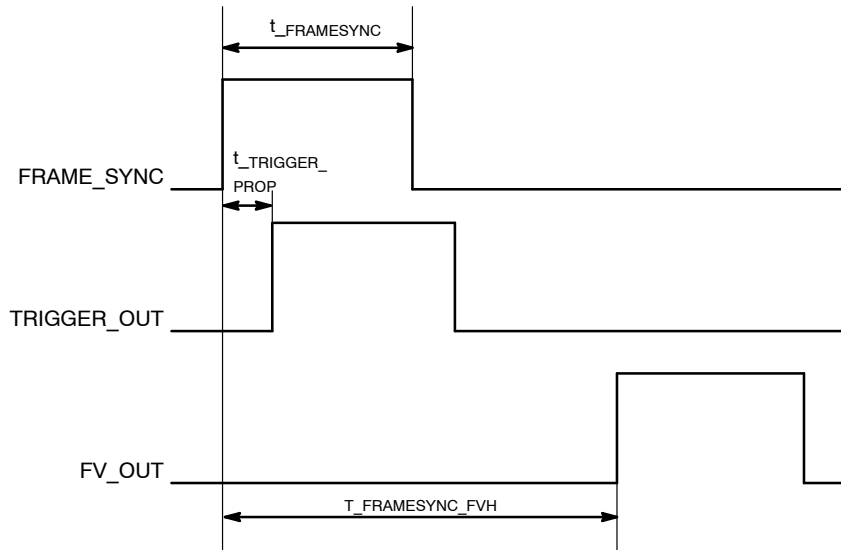 t_FRAMESYNC
t_TRIGGER_
PROP
FRAME_SYNC
TRIGGER_OUT
FV_OUT
T_FRAMESYNC_FVH